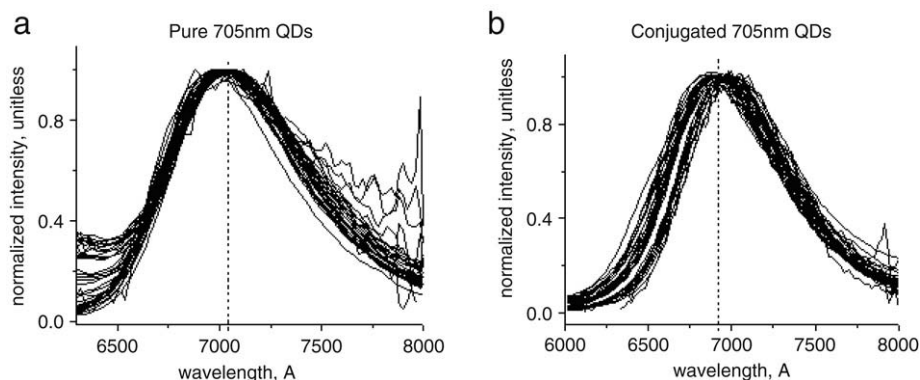 a
Pure 705nm QDs
normalized intensity, unitless
0.8
0.4
0.0
6500 7000 7500 8000
wavelength, A
b
Conjugated 705nm QDs
normalized intensity, unitless
0.8
0.4
0.0
6000 6500 7000 7500 8000
wavelength, A